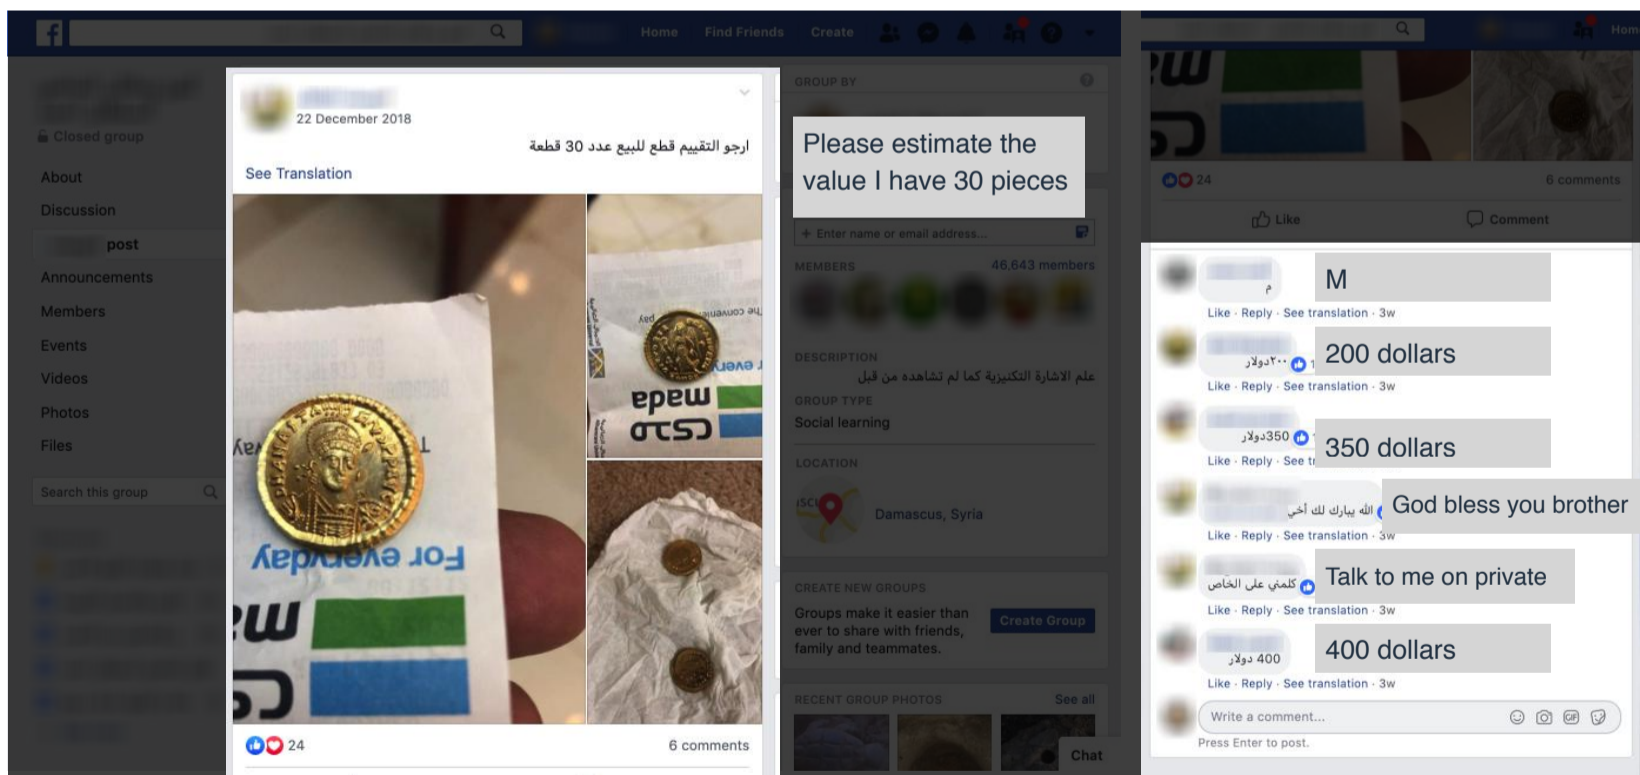 Home
Find Friends
Create
Closed group
About
Discussion
post
Announcements
Members
Events
Videos
Photos
Files
Search this group
22 December 2018
ارجو التقييم قطع للبيع عدد 30 قطعة
See Translation
For everyday
mada
مدى
24
6 comments
GROUP BY
Please estimate the
value I have 30 pieces
+ Enter name or email address...
MEMBERS
46,643 members
DESCRIPTION
علم الاشارة التكنيزية كما لم تشاهده من قبل
GROUP TYPE
Social learning
LOCATION
Damascus, Syria
CREATE NEW GROUPS
Groups make it easier than
ever to share with friends,
family and teammates.
Create Group
RECENT GROUP PHOTOS
See all
Chat
24
6 comments
Like
Comment
م
M
Like · Reply · See translation · 3w
٢٠٠دولار
200 dollars
Like · Reply · See translation · 3w
350دولار
350 dollars
Like · Reply ·
الله يبارك لك أخي
God bless you brother
Like · Reply · See translation · 3w
كلمني على الخاص
Talk to me on private
Like · Reply · See translation · 3w
400 دولار
400 dollars
Like · Reply · See translation · 3w
Write a comment...
GIF
Press Enter to post.